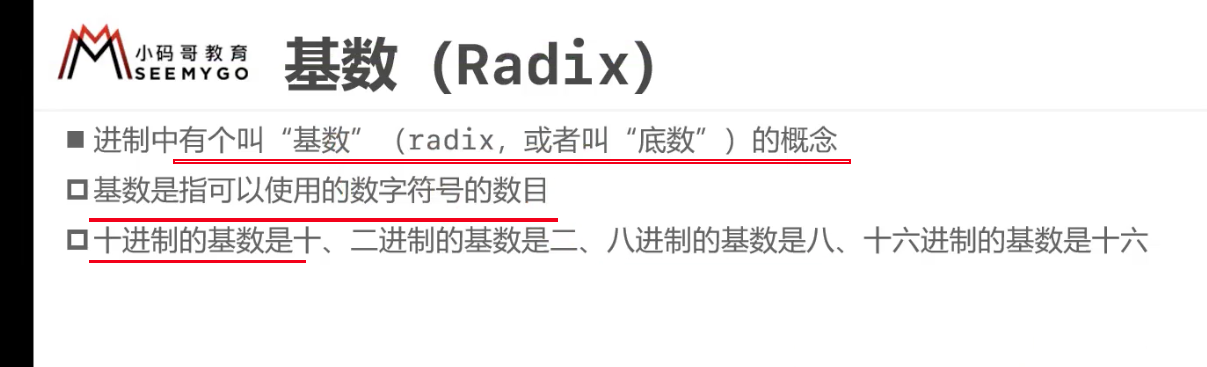 小码哥教育
SEEMYGO
基数（Radix）
进制中有个叫“基数”（radix，或者叫“底数”）的概念
基数是指可以使用的数字符号的数目
十进制的基数是十、二进制的基数是二、八进制的基数是八、十六进制的基数是十六